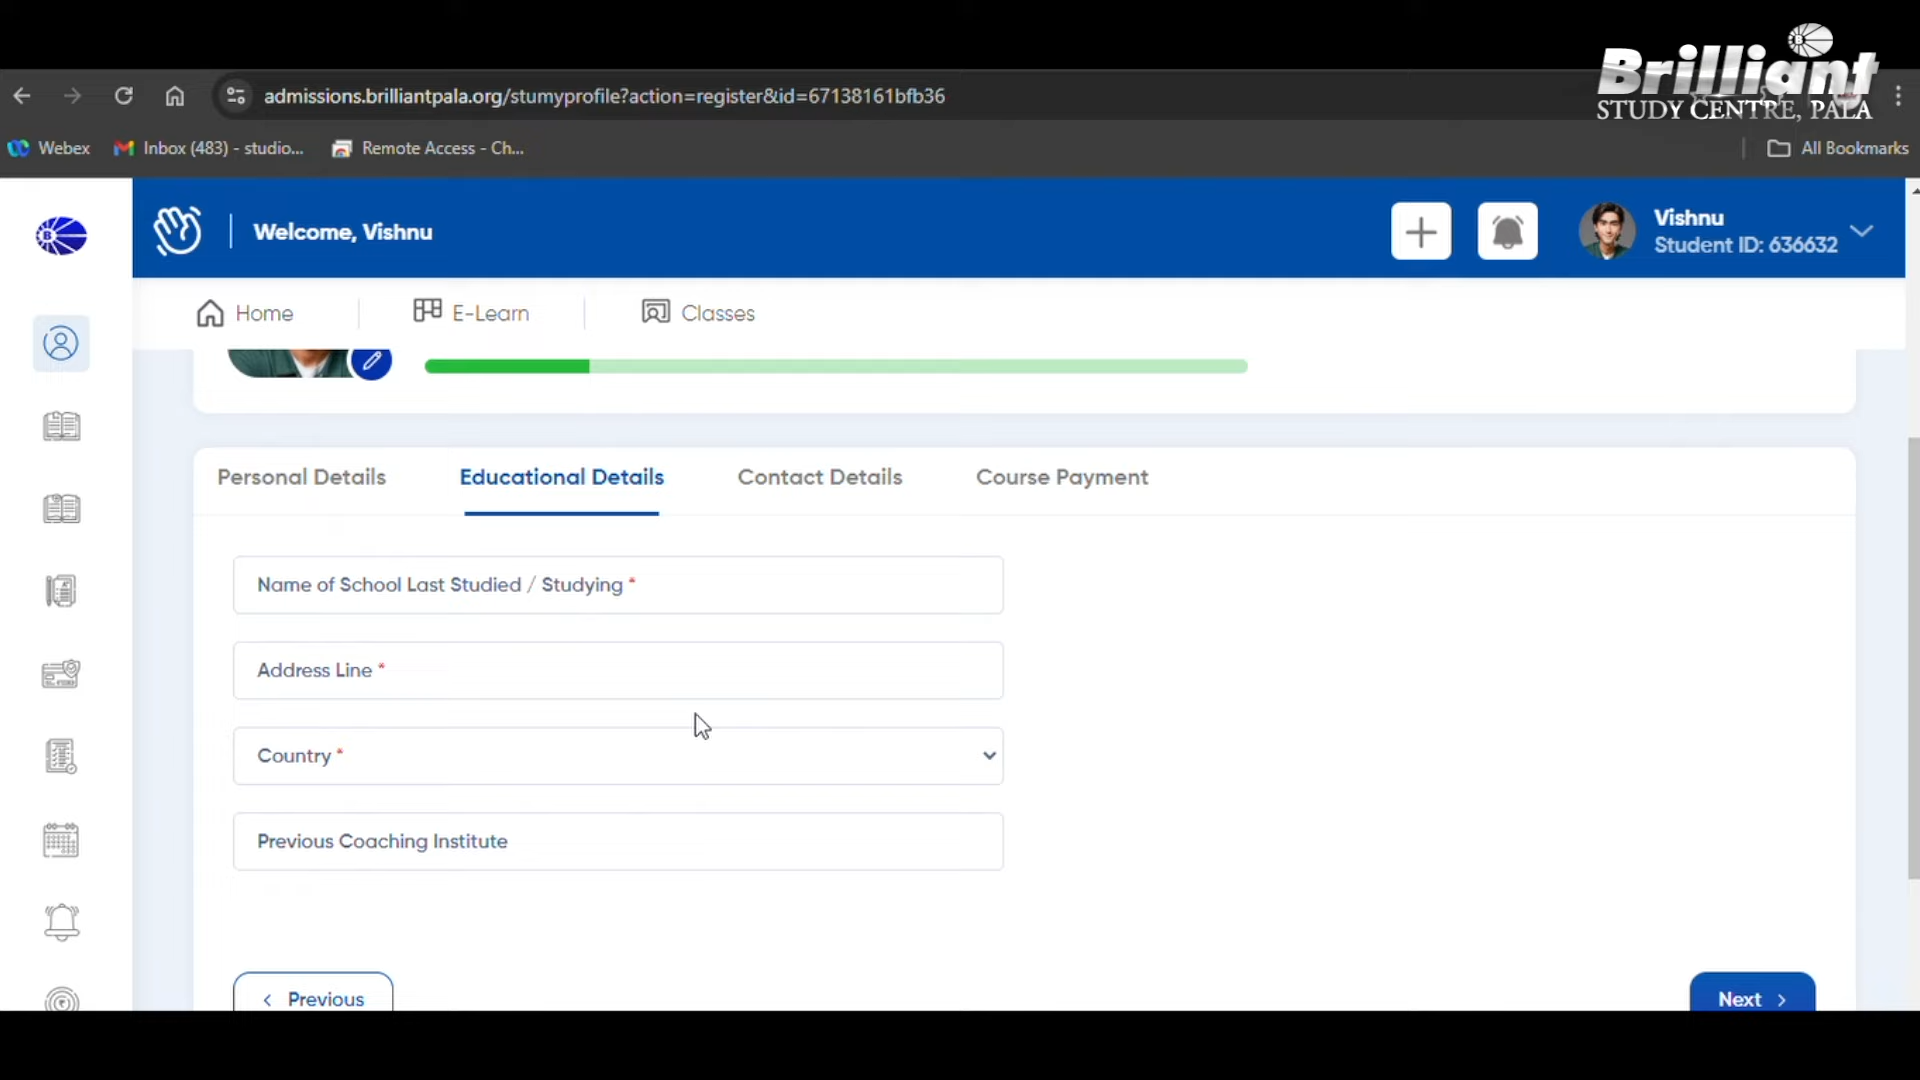 Brilliant
STUDY CENTRE, PALA
admissions.brilliantpala.org/stumyprofile?action=register&id=67138161bfb36
Webex
Inbox (483) - studio...
Remote Access - Ch...
All Bookmarks
Welcome, Vishnu
Vishnu
Student ID: 636632
Home
E-Learn
Classes
Personal Details
Educational Details
Contact Details
Course Payment
Name of School Last Studied / Studying *
Address Line *
Country *
Previous Coaching Institute
< Previous
Next >